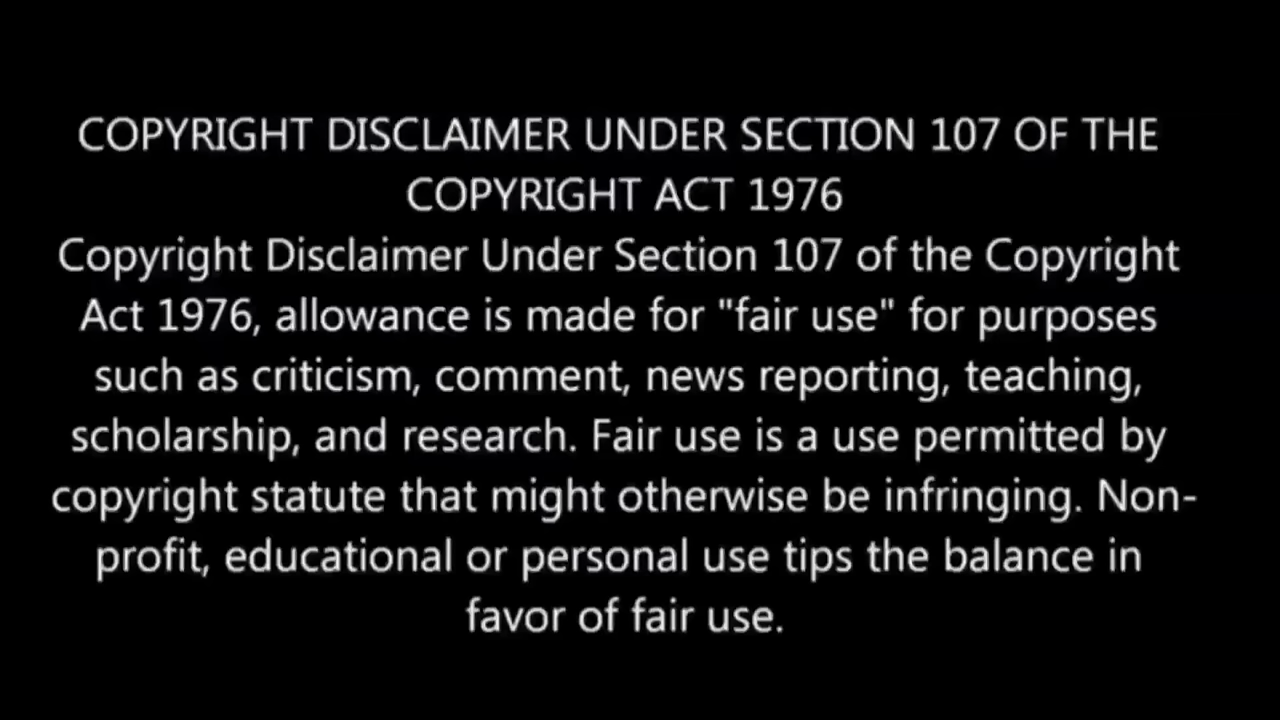 COPYRIGHT DISCLAIMER UNDER SECTION 107 OF THE
COPYRIGHT ACT 1976
Copyright Disclaimer Under Section 107 of the Copyright
Act 1976, allowance is made for "fair use" for purposes
such as criticism, comment, news reporting, teaching,
scholarship, and research. Fair use is a use permitted by
copyright statute that might otherwise be infringing. Non-
profit, educational or personal use tips the balance in
favor of fair use.